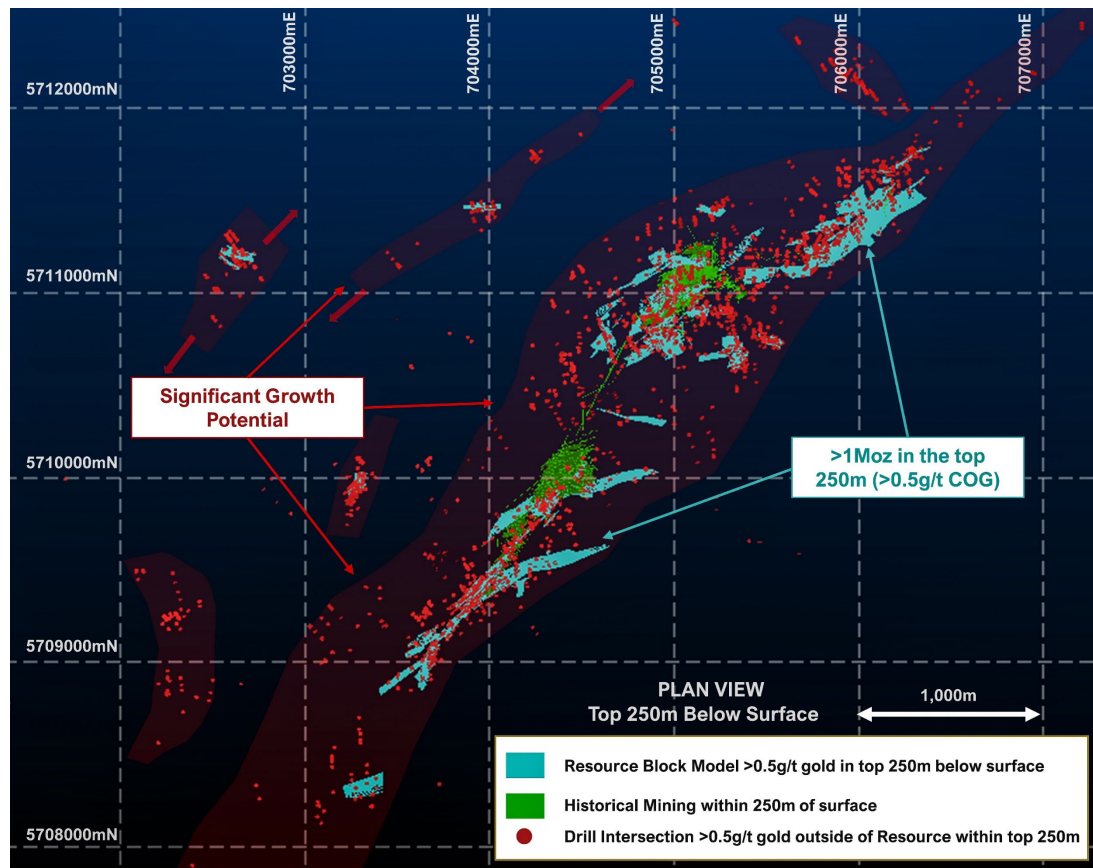 703000mE
704000mE
705000mE
706000mE
707000mE
5712000mN
5711000mN
Significant Growth
Potential
5710000mN
>1Moz in the top
250m (>0.5g/t COG)
5709000mN
PLAN VIEW
Top 250m Below Surface
1,000m
Resource Block Model >0.5g/t gold in top 250m below surface
Historical Mining within 250m of surface
Drill Intersection >0.5g/t gold outside of Resource within top 250m
5708000mN